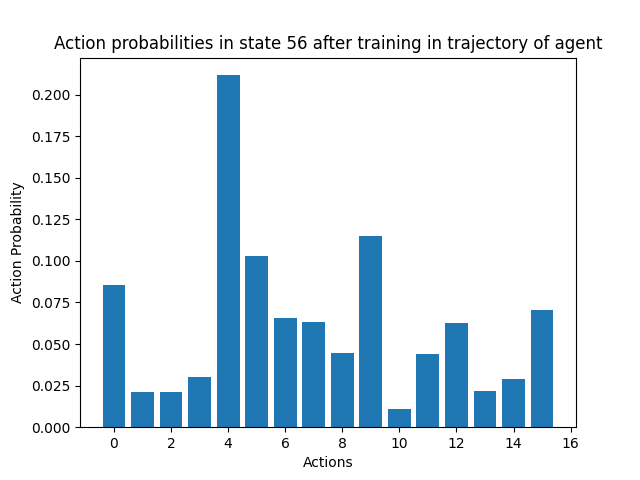 Action probabilities in state 56 after training in trajectory of agent
0.200
0.175
0.150
0.125
0.100
0.075
0.050
0.025
0.000
Action Probability
0 2 4 6 8 10 12 14 16
Actions